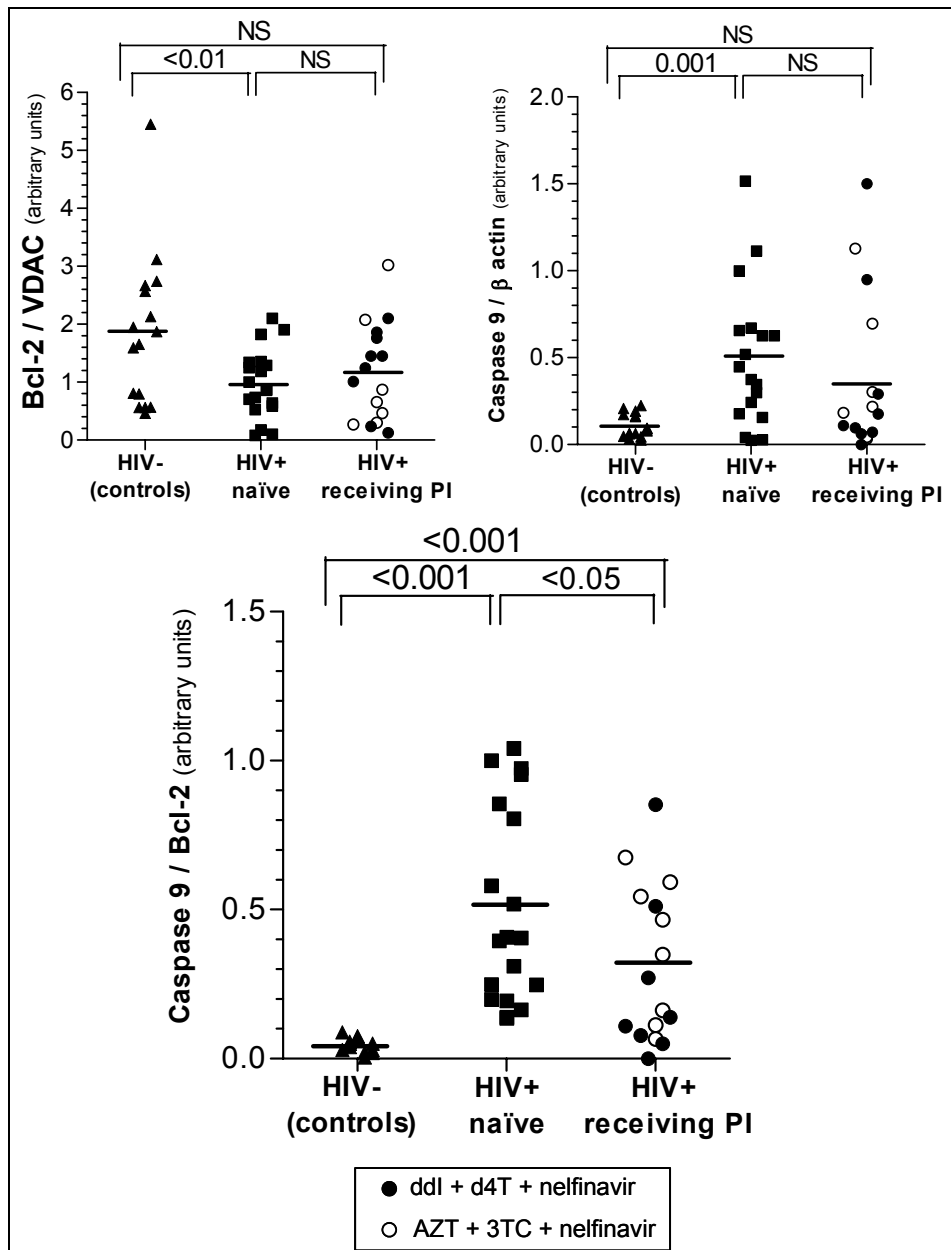 NS
<0.01
NS
Bcl-2 / VDAC (arbitrary units)
6
5
4
3
2
1
0
HIV-
(controls)
HIV+
naïve
HIV+
receiving PI
NS
0.001
NS
Caspase 9 / β actin (arbitrary units)
2.0
1.5
1.0
0.5
0.0
HIV-
(controls)
HIV+
naïve
HIV+
receiving PI
<0.001
<0.001
<0.05
Caspase 9 / Bcl-2 (arbitrary units)
1.5
1.0
0.5
0.0
HIV-
(controls)
HIV+
naïve
HIV+
receiving PI
ddI + d4T + nelfinavir
AZT + 3TC + nelfinavir